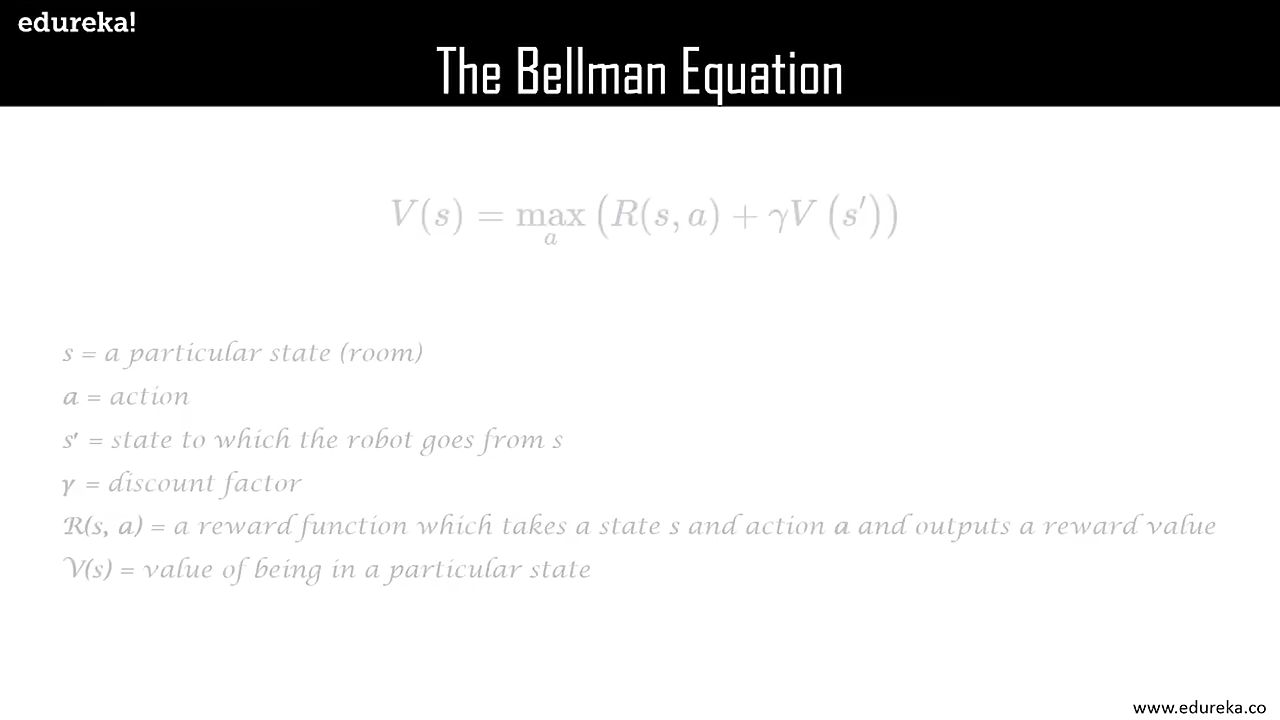 edureka!
The Bellman Equation
V(s) = max_a (R(s, a) + γV (s′))
s = a particular state (room)
a = action
s′ = state to which the robot goes from s
γ = discount factor
R(s, a) = a reward function which takes a state s and action a and outputs a reward value
V(s) = value of being in a particular state
www.edureka.co